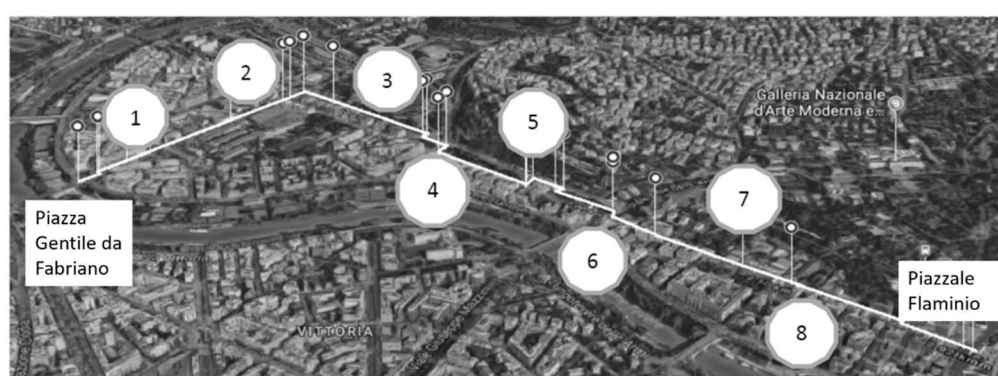 1
2
3
4
5
6
7
8
Galleria Nazionale
d'Arte Moderna e...
Piazza
Gentile da
Fabriano
Piazzale
Flaminio
VITTORIA